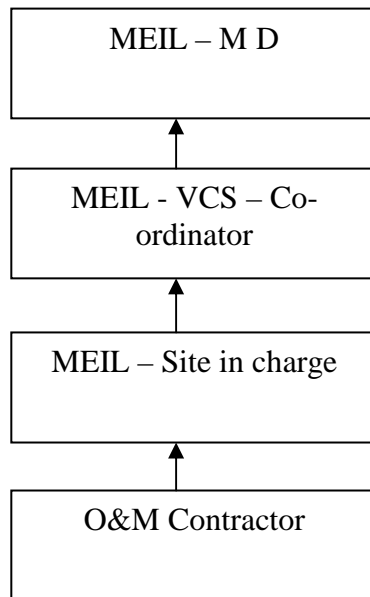 MEIL – M D
MEIL - VCS – Co-
ordinator
MEIL – Site in charge
O&M Contractor